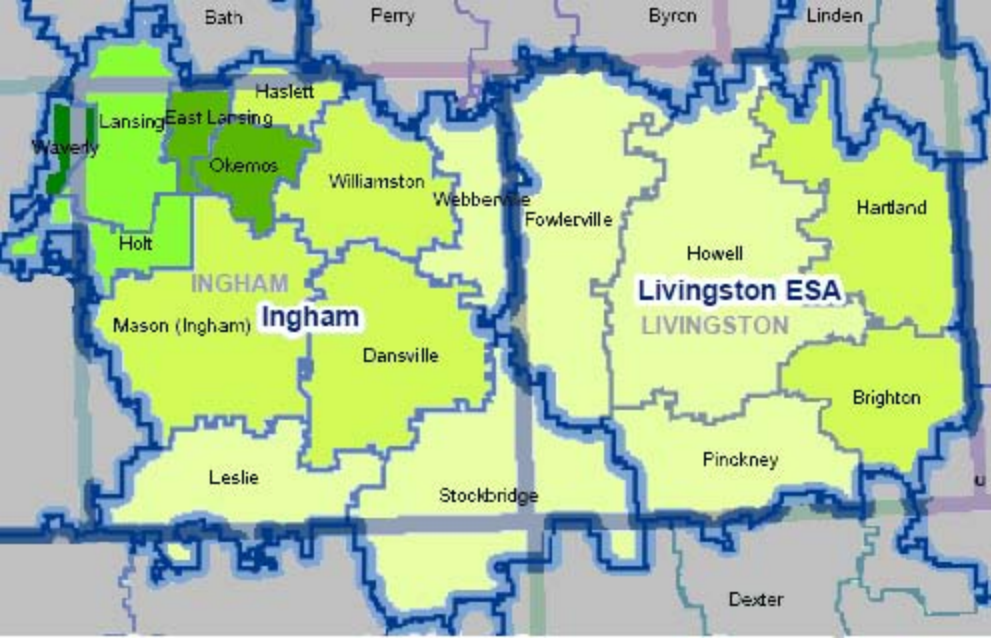 Bath
Perry
Byron
Linden
Haslett
Lansing
East Lansing
Waverly
Okemos
Williamston
Webberville
Fowlerville
Hartland
Holt
Howell
INGHAM
Livingston ESA
Mason (Ingham)
Ingham
LIVINGSTON
Dansville
Brighton
Pinckney
Leslie
Stockbridge
u
Dexter